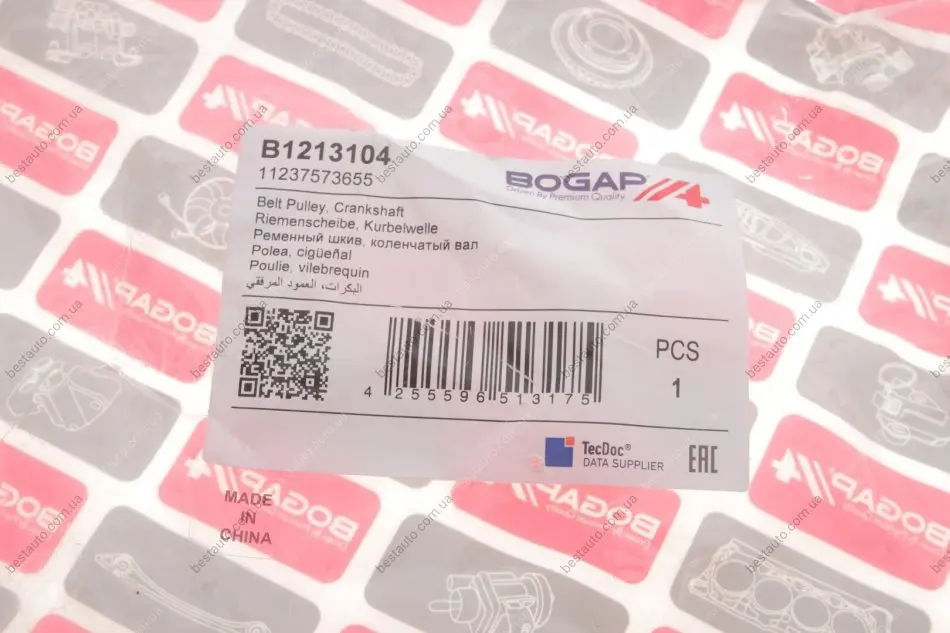 B1213104
11237573655
BOGAP
Driven By Premium Quality
Belt Pulley, Crankshaft
Riemenscheibe, Kurbelwelle
Ременный шкив, коленчатый вал
Polea, cigüeñal
Poulie, vilebrequin
البكرات، العمود المرفقي
PCS
1
4 255596 513175
TecDoc®
DATA SUPPLIER
EAC
MADE
IN
CHINA
bestauto.com.ua